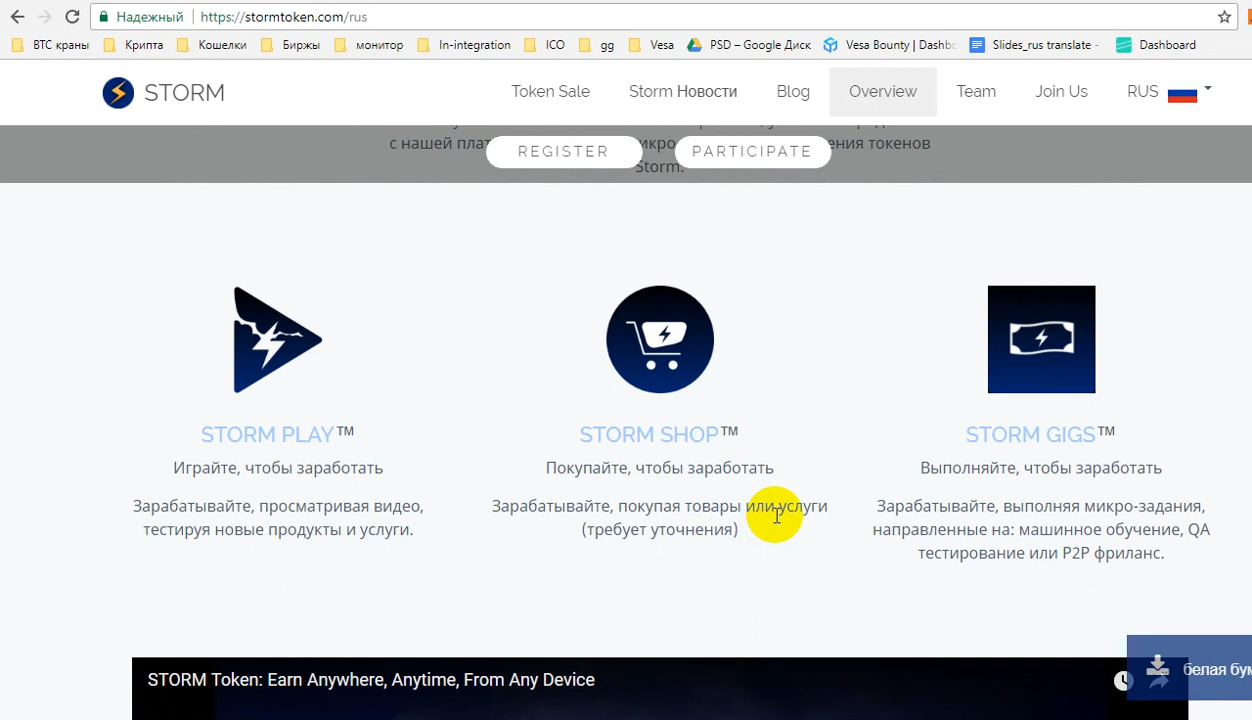 Надежный https://stormtoken.com/rus
BTC краны Крипта Кошелки Биржы монитор In-integration ICO gg Vesa PSD – Google Диск Vesa Bounty | Dashbo Slides_rus translate - Dashboard
STORM Token Sale Storm Новости Blog Overview Team Join Us RUS
с нашей REGISTER PARTICIPATE токенов
Storm.
STORM PLAY™ STORM SHOP™ STORM GIGS™
Играйте, чтобы заработать Покупайте, чтобы заработать Выполняйте, чтобы заработать
Зарабатывайте, просматривая видео, Зарабатывайте, покупая товары или услуги Зарабатывайте, выполняя микро-задания,
тестируя новые продукты и услуги. (требует уточнения) направленные на: машинное обучение, QA
тестирование или P2P фриланс.
STORM Token: Earn Anywhere, Anytime, From Any Device
белая бум